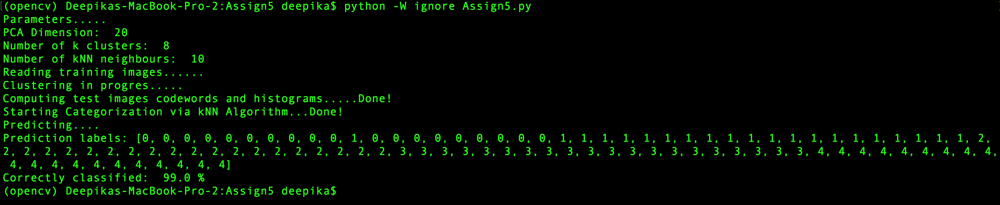 (opencv) Deepikas-MacBook-Pro-2:Assign5 deepika$ python -W ignore Assign5.py
Parameters.....
PCA Dimension:  20
Number of k clusters:  8
Number of kNN neighbours:  10
Reading training images......
Clustering in progres.....
Computing test images codewords and histograms.....Done!
Starting Categorization via kNN Algorithm...Done!
Predicting....
Prediction labels: [0, 0, 0, 0, 0, 0, 0, 0, 0, 0, 1, 0, 0, 0, 0, 0, 0, 0, 0, 0, 1, 1, 1, 1, 1, 1, 1, 1, 1, 1, 1, 1, 1, 1, 1, 1, 1, 1, 1, 1, 2,
2, 2, 2, 2, 2, 2, 2, 2, 2, 2, 2, 2, 2, 2, 2, 2, 2, 2, 2, 3, 3, 3, 3, 3, 3, 3, 3, 3, 3, 3, 3, 3, 3, 3, 3, 3, 3, 3, 3, 4, 4, 4, 4, 4, 4, 4, 4, 4,
4, 4, 4, 4, 4, 4, 4, 4, 4, 4, 4]
Correctly classified:  99.0 %
(opencv) Deepikas-MacBook-Pro-2:Assign5 deepika$